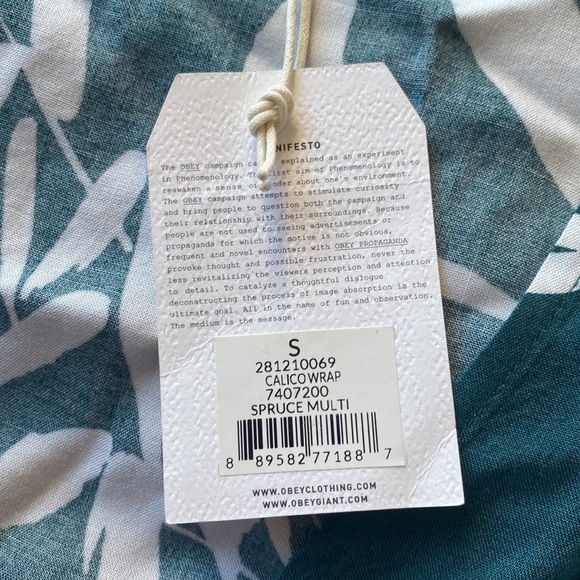 NIFESTO
The OBEY campaign ca explained as an experiment
in Phenomenology. The first aim of Phenomenology is to
reawaken a sense of nder about one's environment.
The OBEY campaign attempts to stimulate curiosity
and bring people to question both the campaign and
their relationship with their surroundings. Because
people are not used to seeing advertisements or
propaganda for which the motive is not obvious,
frequent and novel encounters with OBEY PROPAGANDA
provoke thought and possible frustration, never the
less revitalizing the viewers perception and attention
to detail. To catalyze a thoughtful dialogue
deconstructing the process of image absorption is the
ultimate goal. All in the name of fun and observation.
The medium is the message.
S
281210069
CALICO WRAP
7407200
SPRUCE MULTI
8 89582 77188 7
WWW.OBEYCLOTHING.COM
WWW.OBEYGIANT.COM